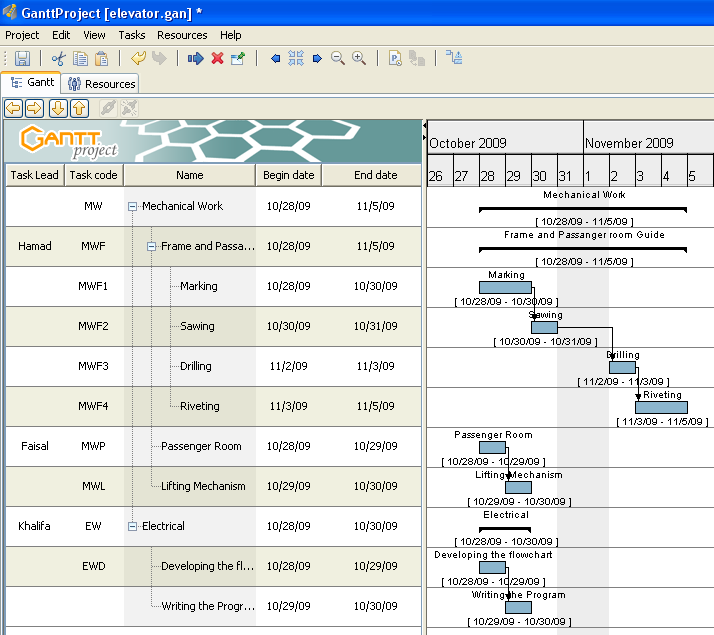 GanttProject [elevator.gan] *
Project Edit View Tasks Resources Help
Gantt Resources
GANTT project
October 2009 November 2009
Task Lead Task code Name Begin date End date 26 27 28 29 30 31 1 2 3 4 5
MW Mechanical Work 10/28/09 11/5/09
Mechanical Work
[ 10/28/09 - 11/5/09 ]
Hamad MWF Frame and Passa... 10/28/09 11/5/09
Frame and Passanger room Guide
[ 10/28/09 - 11/5/09 ]
MWF1 Marking 10/28/09 10/30/09
Marking
[ 10/28/09 - 10/30/09 ]
MWF2 Sawing 10/30/09 10/31/09
Sawing
[ 10/30/09 - 10/31/09 ]
MWF3 Drilling 11/2/09 11/3/09
Drilling
[ 11/2/09 - 11/3/09 ]
MWF4 Riveting 11/3/09 11/5/09
Riveting
[ 11/3/09 - 11/5/09 ]
Faisal MWP Passenger Room 10/28/09 10/29/09
Passenger Room
[ 10/28/09 - 10/29/09 ]
MWL Lifting Mechanism 10/29/09 10/30/09
Lifting Mechanism
[ 10/29/09 - 10/30/09 ]
Khalifa EW Electrical 10/28/09 10/30/09
Electrical
[ 10/28/09 - 10/30/09 ]
EWD Developing the fl... 10/28/09 10/29/09
Developing the flowchart
[ 10/28/09 - 10/29/09 ]
Writing the Progr... 10/29/09 10/30/09
Writing the Program
[ 10/29/09 - 10/30/09 ]